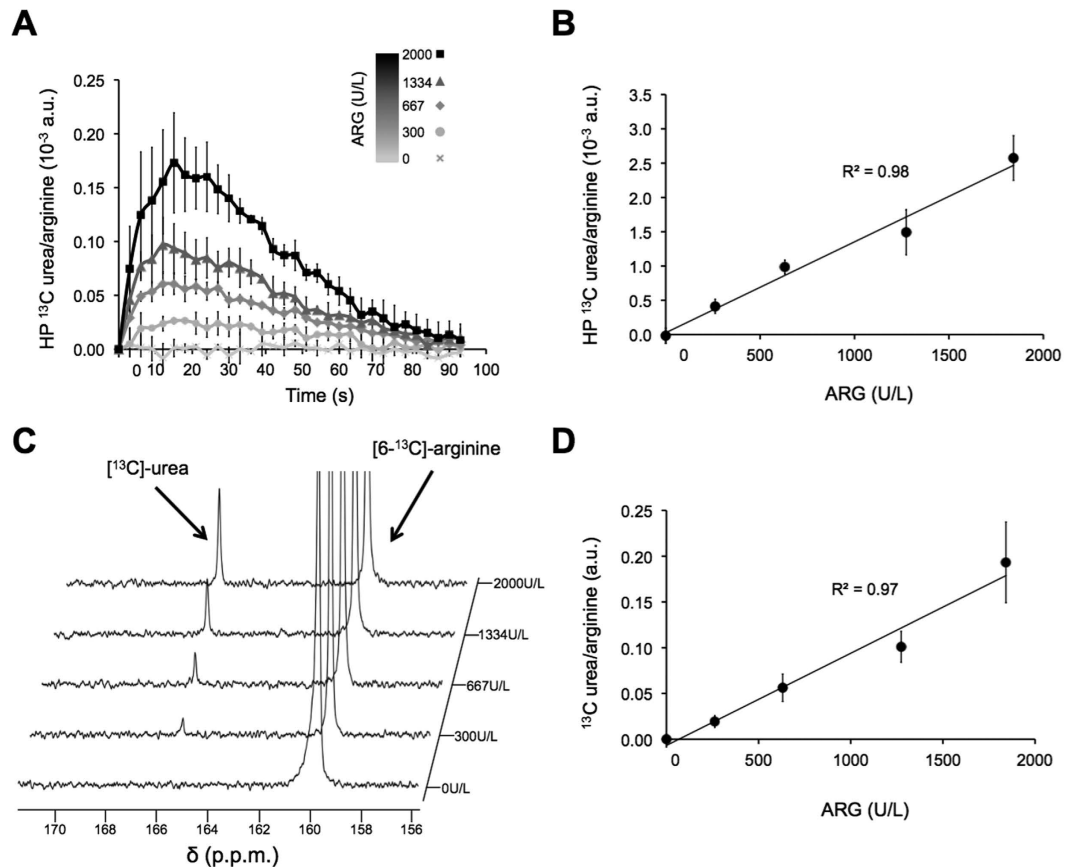 A
HP ¹³C urea/arginine (10⁻³ a.u.)
0.25
0.20
0.15
0.10
0.05
0.00
0 10 20 30 40 50 60 70 80 90 100
Time (s)
ARG (U/L)
2000
1334
667
300
0
B
HP ¹³C urea/arginine (10⁻³ a.u.)
3.5
3.0
2.5
2.0
1.5
1.0
0.5
0.0
R² = 0.98
0 500 1000 1500 2000
ARG (U/L)
C
[¹³C]-urea
[6-¹³C]-arginine
2000U/L
1334U/L
667U/L
300U/L
0U/L
170 168 166 164 162 160 158 156
δ (p.p.m.)
D
¹³C urea/arginine (a.u.)
0.25
0.20
0.15
0.10
0.05
0.00
R² = 0.97
0 500 1000 1500 2000
ARG (U/L)